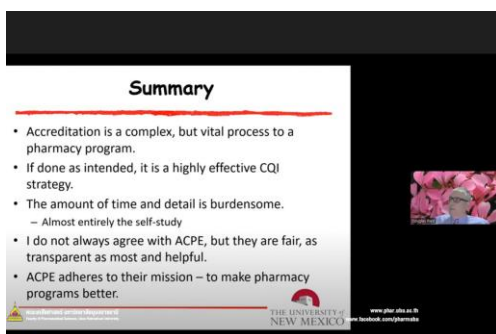 Summary
• Accreditation is a complex, but vital process to a
pharmacy program.
• If done as intended, it is a highly effective CQI
strategy.
• The amount of time and detail is burdensome.
– Almost entirely the self-study
• I do not always agree with ACPE, but they are fair, as
transparent as most and helpful.
• ACPE adheres to their mission – to make pharmacy
programs better.
THE UNIVERSITY of
NEW MEXICO
www.phar.ubu.ac.th
www.facebook.com/pharmubu